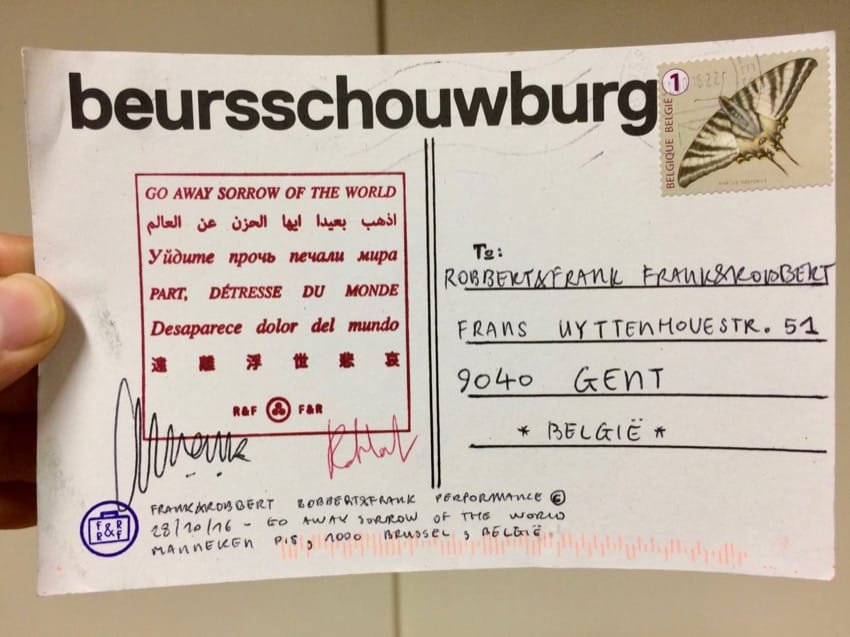 beursschouwburg
BELGIQUE BELGIË
1
GO AWAY SORROW OF THE WORLD
اذهب بعيدا ايها الحزن عن العالم
Уйдите прочь печали мира
PART, DÉTRESSE DU MONDE
Desaparece dolor del mundo
遠離浮世悲哀
R&F F&R
To:
ROBBERT&FRANK FRANK&ROBBERT
FRANS UYTTENHOVESTR. 51
9040 GENT
* BELGIË *
F&R
R&F
FRANK&ROBBERT ROBBERT&FRANK PERFORMANCE ©
28/10/16 - GO AWAY SORROW OF THE WORLD
MANNEKEN PIS, 1000 BRUSSEL, BELGIË